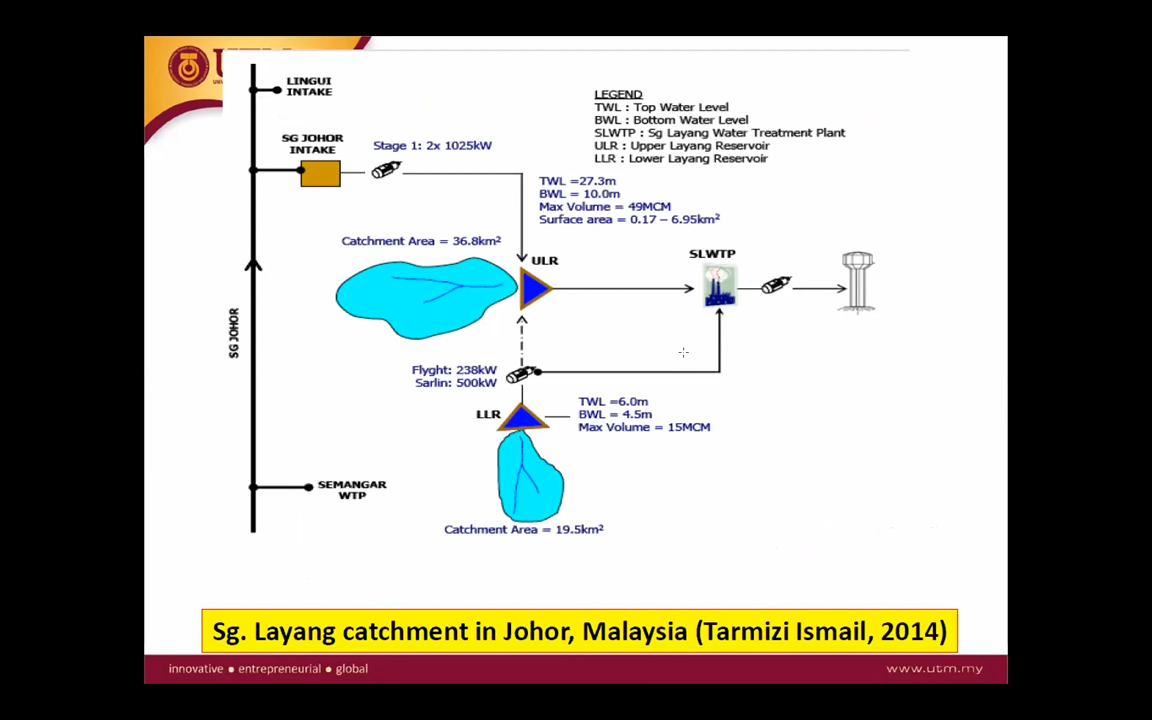 LINGUI
INTAKE
SG JOHOR
INTAKE
Stage 1: 2x 1025kW
LEGEND
TWL : Top Water Level
BWL : Bottom Water Level
SLWTP : Sg Layang Water Treatment Plant
ULR : Upper Layang Reservoir
LLR : Lower Layang Reservoir
TWL =27.3m
BWL = 10.0m
Max Volume = 49MCM
Surface area = 0.17 – 6.95km²
Catchment Area = 36.8km²
ULR
SLWTP
SG JOHOR
Flyght: 238kW
Sarlin: 500kW
LLR
TWL =6.0m
BWL = 4.5m
Max Volume = 15MCM
SEMANGAR
WTP
Catchment Area = 19.5km²
Sg. Layang catchment in Johor, Malaysia (Tarmizi Ismail, 2014)
innovative ● entrepreneurial ● global
www.utm.my